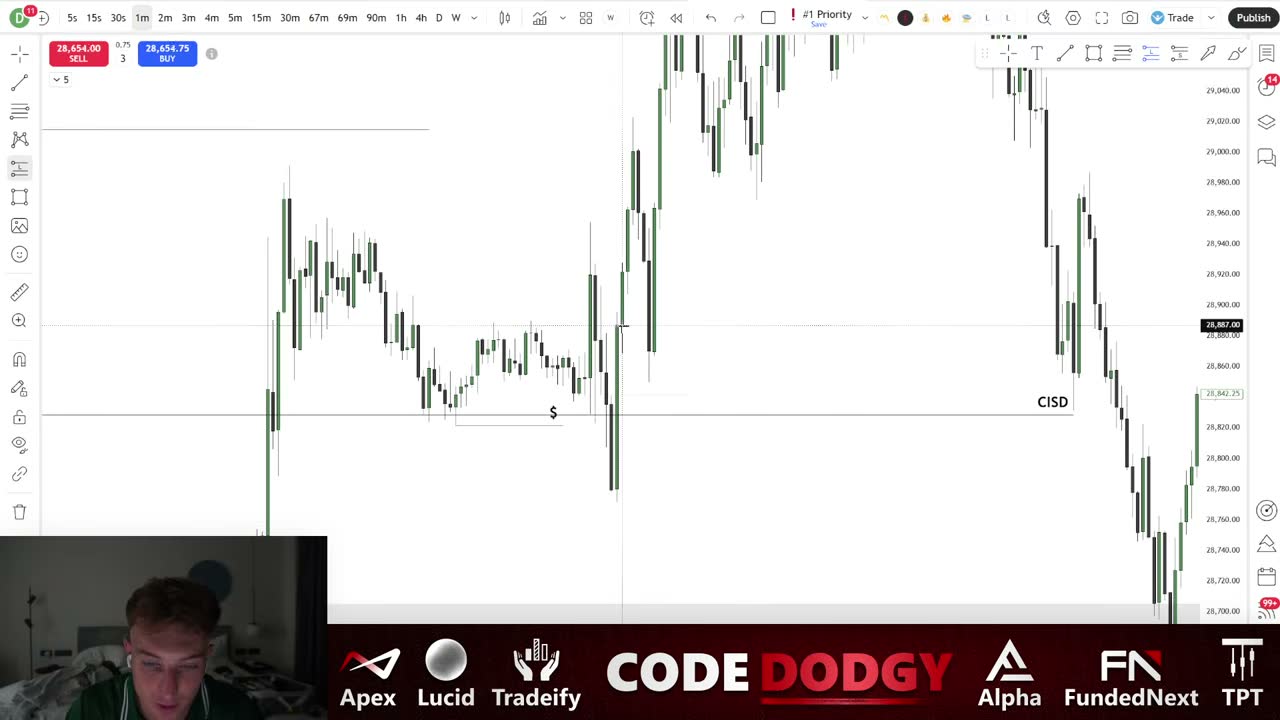 D 11
5s 15s 30s 1m 2m 3m 4m 5m 15m 30m 67m 69m 90m 1h 4h D W
W
! #1 Priority
Save
L L
Trade
Publish
28,654.00
SELL
0.75
3
28,654.75
BUY
5
T
L
S
L
14
99+
29,040.00
29,020.00
29,000.00
28,980.00
28,960.00
28,940.00
28,920.00
28,900.00
28,887.00
28,880.00
28,860.00
28,842.25
28,820.00
28,800.00
28,780.00
28,760.00
28,740.00
28,720.00
28,700.00
$
CISD
Apex
Lucid
Tradeify
CODE DODGY
Alpha
FN
FundedNext
TPT